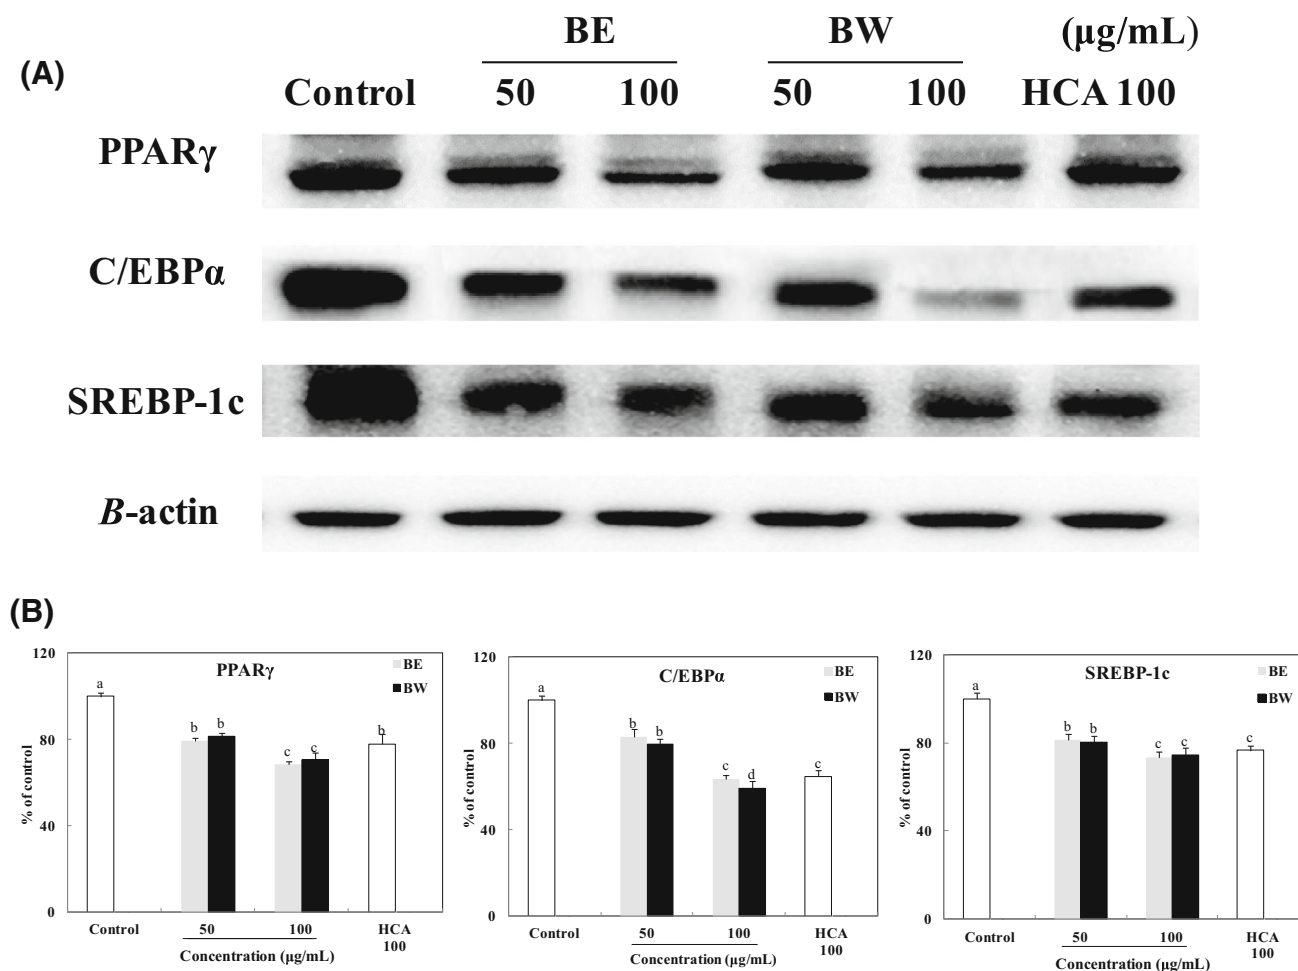 BE BW (μg/mL)
(A)
Control 50 100 50 100 HCA 100
PPARγ
C/EBPα
SREBP-1c
B-actin
(B)
120
80
40
0
% of control
PPARγ
BE
BW
a
b b
c c
b
Control 50 100 HCA 100
Concentration (μg/mL)
120
80
40
0
% of control
C/EBPα
BE
BW
a
b b
c d
c
Control 50 100 HCA 100
Concentration (μg/mL)
120
80
40
0
% of control
SREBP-1c
BE
BW
a
b b
c c
c
Control 50 100 HCA 100
Concentration (μg/mL)